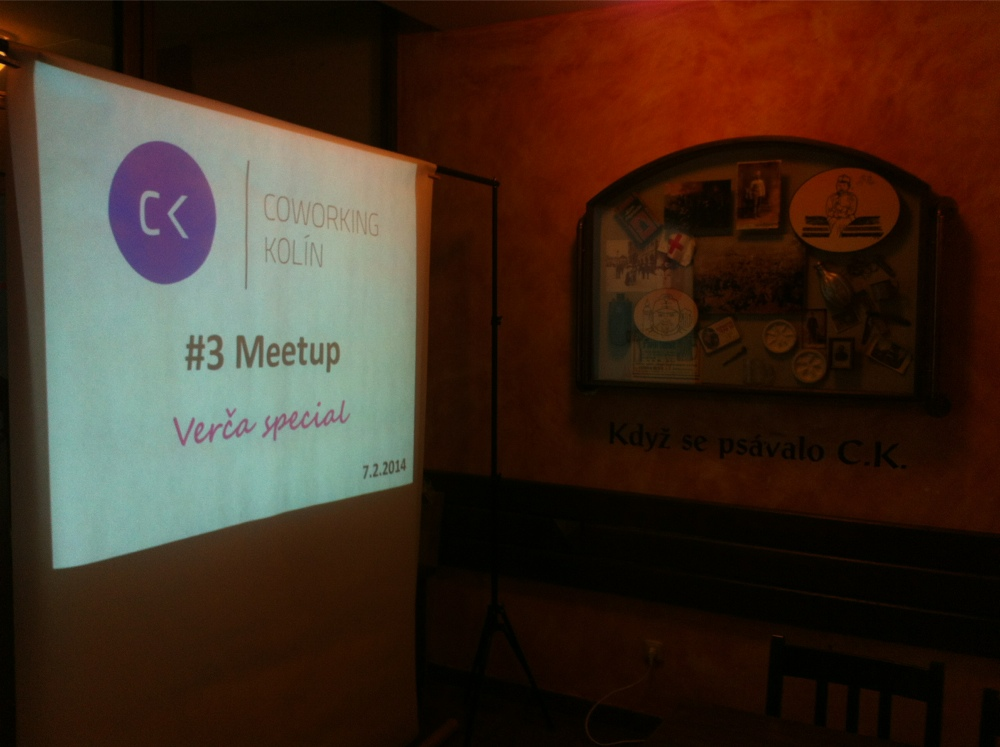 CK
COWORKING
KOLÍN
#3 Meetup
Verča special
7.2.2014
Když se psávalo C.K.